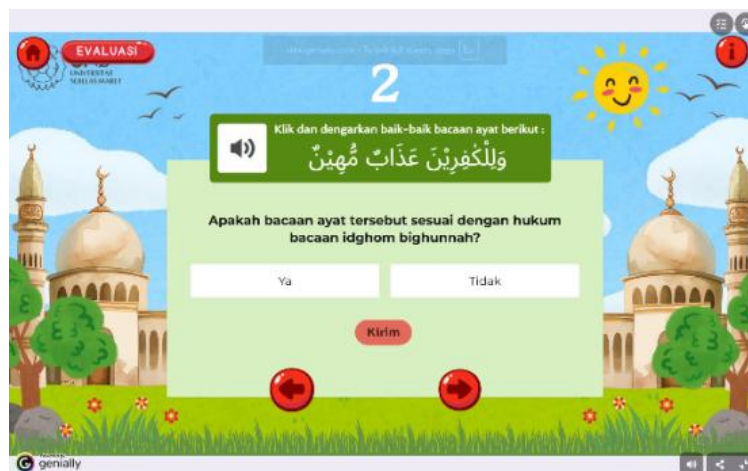 EVALUASI
UNIVERSITAS
SEBELAS MARET
2
Klik dan dengarkan baik-baik bacaan ayat berikut :
وَلِلْكٰفِرِيْنَ عَذَابٌ مُّهِيْنٌ
Apakah bacaan ayat tersebut sesuai dengan hukum
bacaan idghom bighunnah?
Ya
Tidak
Kirim
genially